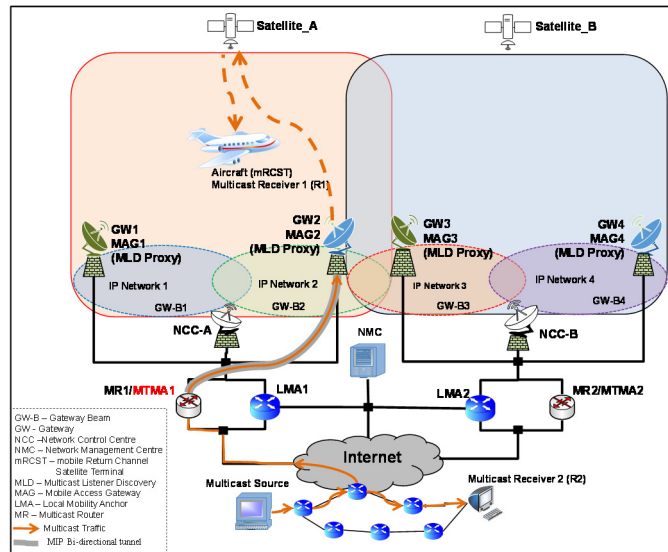 Satellite_A
Satellite_B
Aircraft (mRCST)
Multicast Receiver 1 (R1)
GW1
MAG1
(MLD Proxy)
GW2
MAG2
(MLD Proxy)
GW3
MAG3
(MLD Proxy)
GW4
MAG4
(MLD Proxy)
IP Network 1
IP Network 2
IP Network 3
IP Network 4
GW-B1
GW-B2
GW-B3
GW-B4
NCC-A
NMC
NCC-B
MR1/MTMA1
LMA1
LMA2
MR2/MTMA2
Internet
Multicast Source
Multicast Receiver 2 (R2)
GW-B – Gateway Beam
GW - Gateway
NCC –Network Control Centre
NMC – Network Management Centre
mRCST – mobile Return Channel
Satellite Terminal
MLD – Multicast Listener Discovery
MAG – Mobile Access Gateway
LMA – Local Mobility Anchor
MR – Multicast Router
Multicast Traffic
MIP Bi-directional tunnel